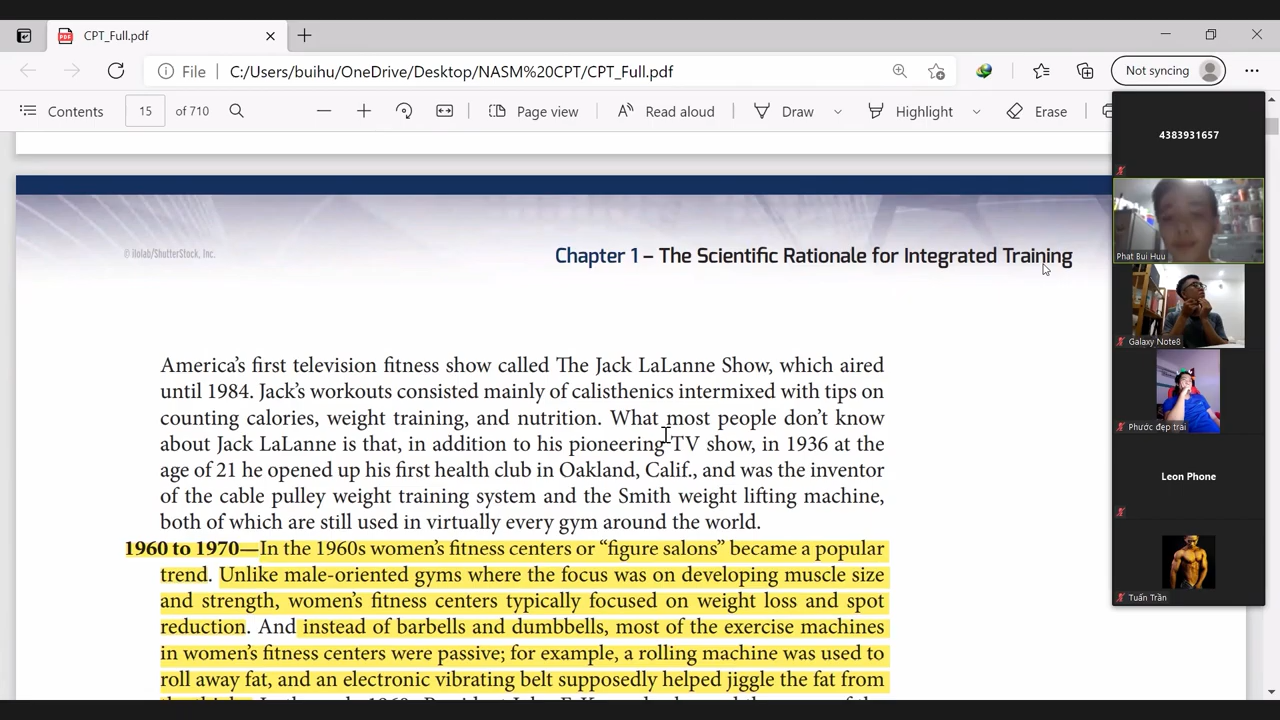 CPT_Full.pdf
File C:/Users/buihu/OneDrive/Desktop/NASM%20CPT/CPT_Full.pdf Not syncing
Contents 15 of 710 Page view Read aloud Draw Highlight Erase
© ilolab/ShutterStock, Inc.
Chapter 1 – The Scientific Rationale for Integrated Training
America’s first television fitness show called The Jack LaLanne Show, which aired
until 1984. Jack’s workouts consisted mainly of calisthenics intermixed with tips on
counting calories, weight training, and nutrition. What most people don’t know
about Jack LaLanne is that, in addition to his pioneering TV show, in 1936 at the
age of 21 he opened up his first health club in Oakland, Calif., and was the inventor
of the cable pulley weight training system and the Smith weight lifting machine,
both of which are still used in virtually every gym around the world.
1960 to 1970—In the 1960s women’s fitness centers or “figure salons” became a popular
trend. Unlike male-oriented gyms where the focus was on developing muscle size
and strength, women’s fitness centers typically focused on weight loss and spot
reduction. And instead of barbells and dumbbells, most of the exercise machines
in women’s fitness centers were passive; for example, a rolling machine was used to
roll away fat, and an electronic vibrating belt supposedly helped jiggle the fat from
4383931657
Phat Bui Huu
Galaxy Note8
Phước đẹp trai
Leon Phone
Tuấn Trần